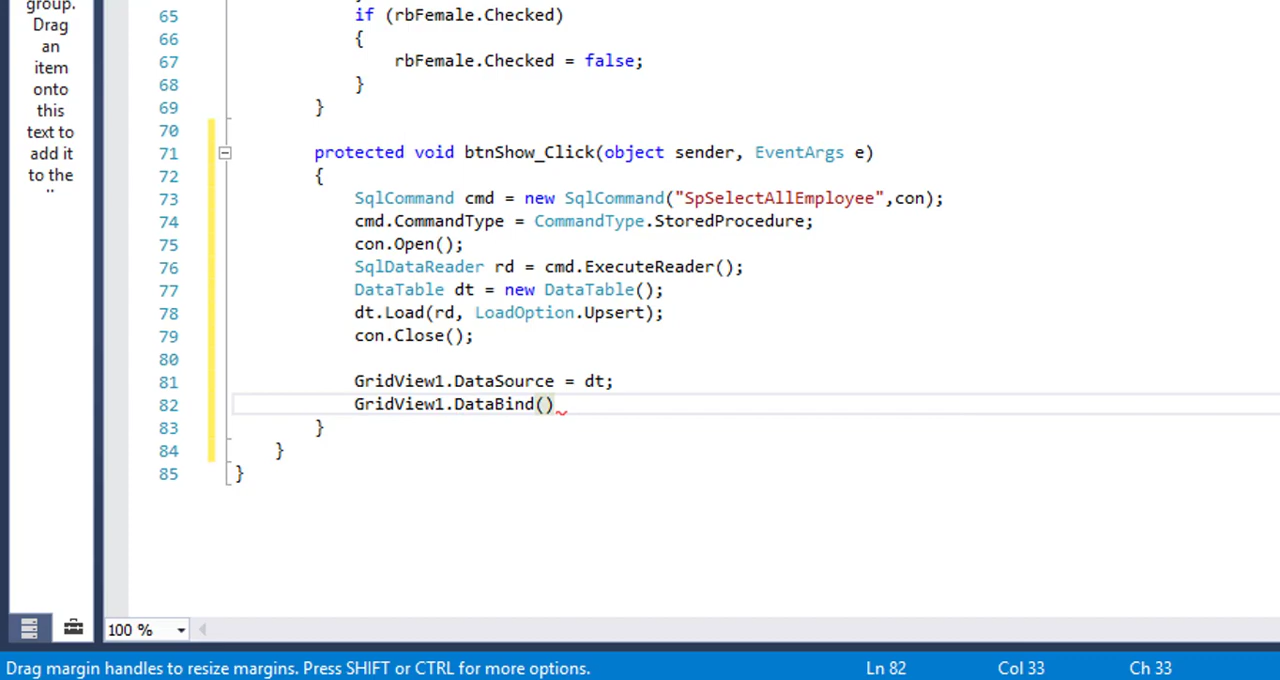 group.
Drag
an
item
onto
this
text to
add it
to the
65 if (rbFemale.Checked)
66 {
67 rbFemale.Checked = false;
68 }
69 }
70
71 protected void btnShow_Click(object sender, EventArgs e)
72 {
73 SqlCommand cmd = new SqlCommand("SpSelectAllEmployee",con);
74 cmd.CommandType = CommandType.StoredProcedure;
75 con.Open();
76 SqlDataReader rd = cmd.ExecuteReader();
77 DataTable dt = new DataTable();
78 dt.Load(rd, LoadOption.Upsert);
79 con.Close();
80
81 GridView1.DataSource = dt;
82 GridView1.DataBind()
83 }
84 }
85 }
100 %
Drag margin handles to resize margins. Press SHIFT or CTRL for more options. Ln 82 Col 33 Ch 33